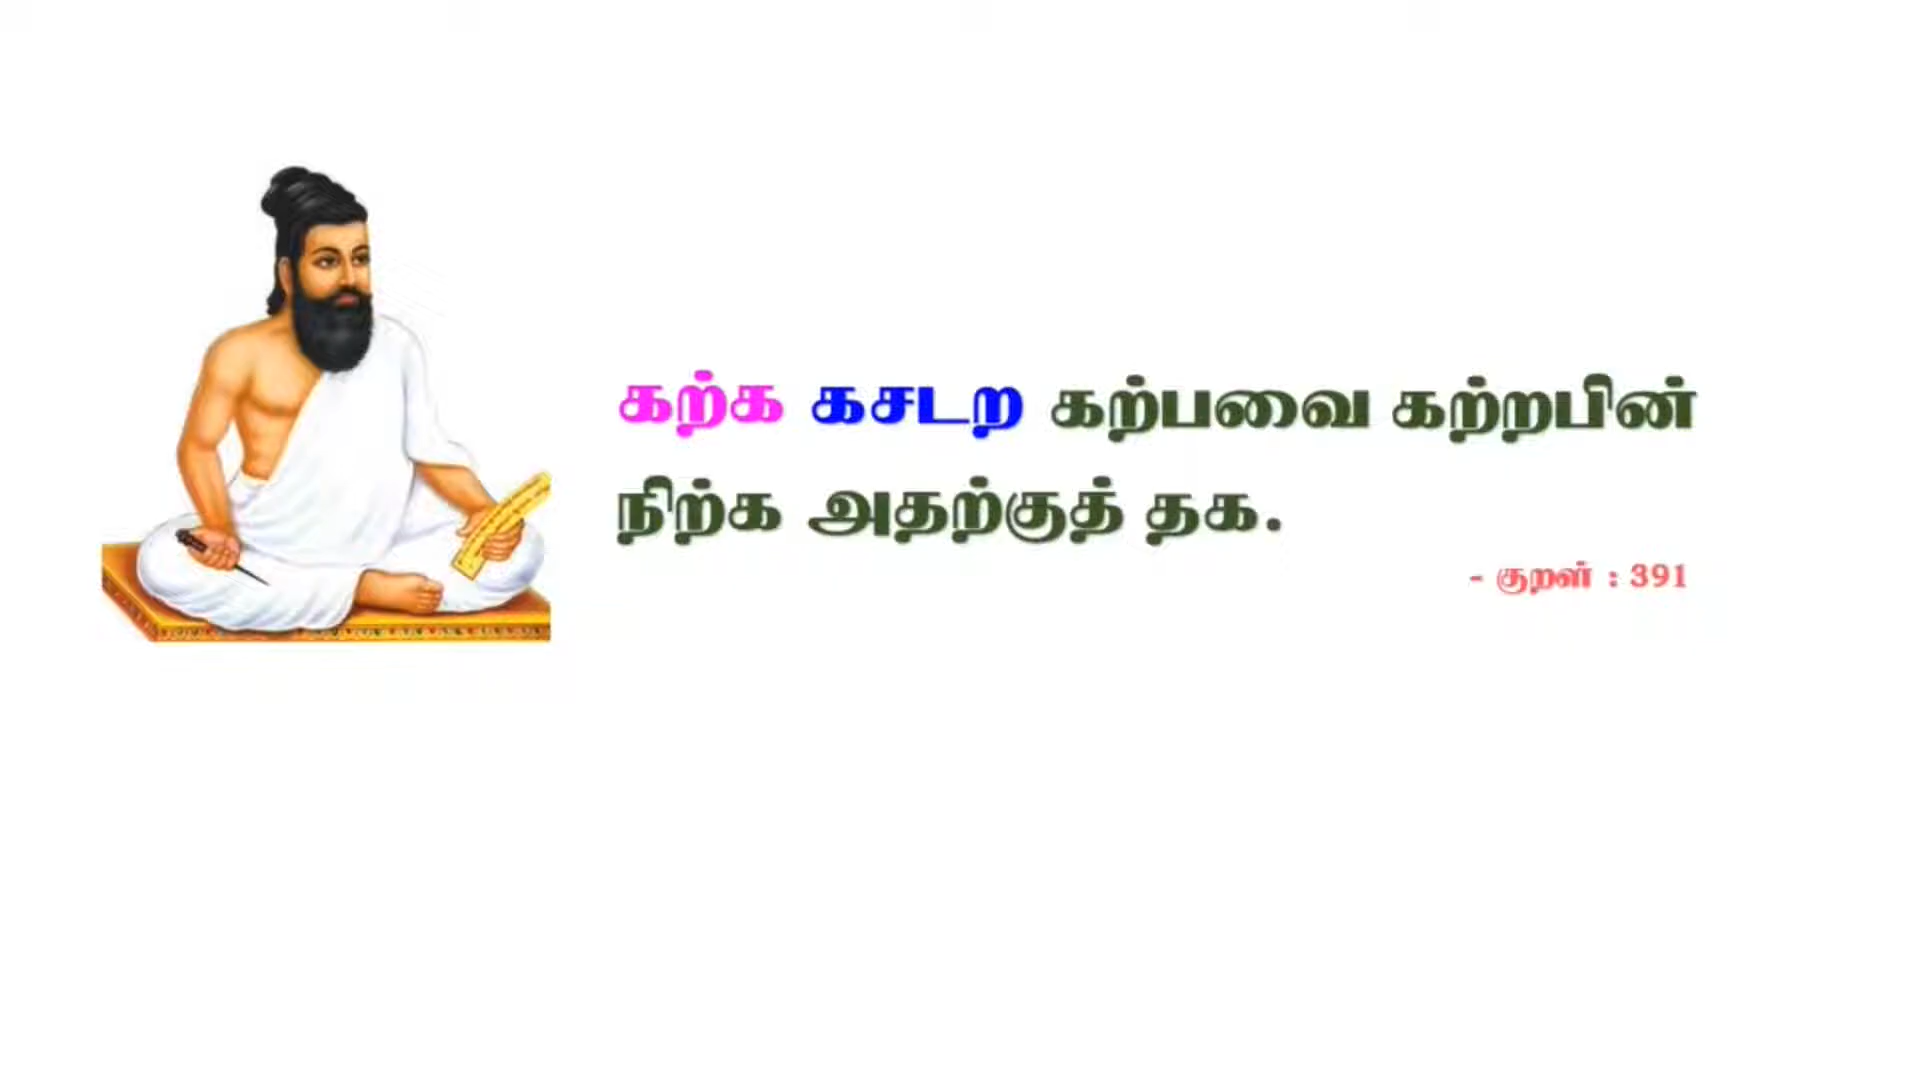 கற்க கசடற கற்பவை கற்றபின்
நிற்க அதற்குத் தக.
- குறள் : 391